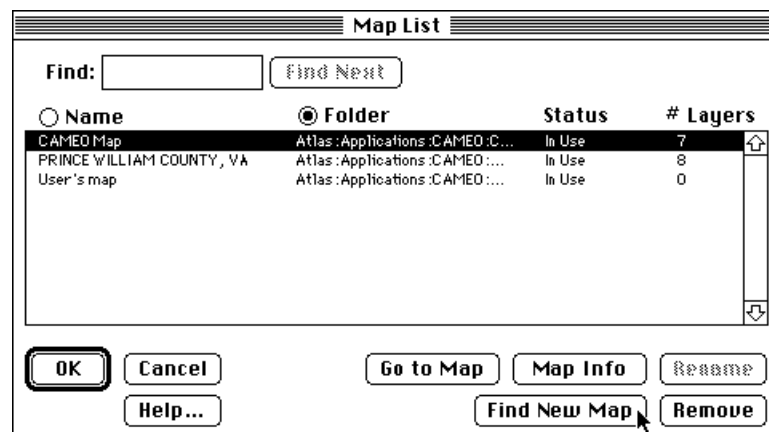 Map List
Find: Find Next
Name Folder Status # Layers
CAMEO Map Atlas:Applications:CAMEO:C... In Use 7
PRINCE WILLIAM COUNTY, VA Atlas:Applications:CAMEO:... In Use 8
User's map Atlas:Applications:CAMEO:... In Use 0
OK Cancel Go to Map Map Info Rename
Help... Find New Map Remove